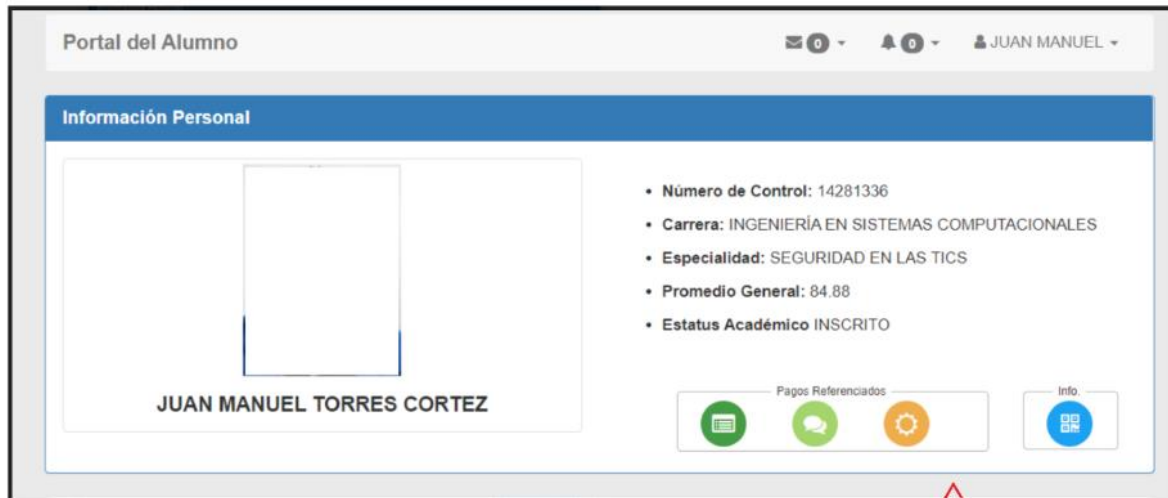 Portal del Alumno
0 0 JUAN MANUEL
Información Personal
JUAN MANUEL TORRES CORTEZ
• Número de Control: 14281336
• Carrera: INGENIERÍA EN SISTEMAS COMPUTACIONALES
• Especialidad: SEGURIDAD EN LAS TICS
• Promedio General: 84.88
• Estatus Académico INSCRITO
Pagos Referenciados
Info.